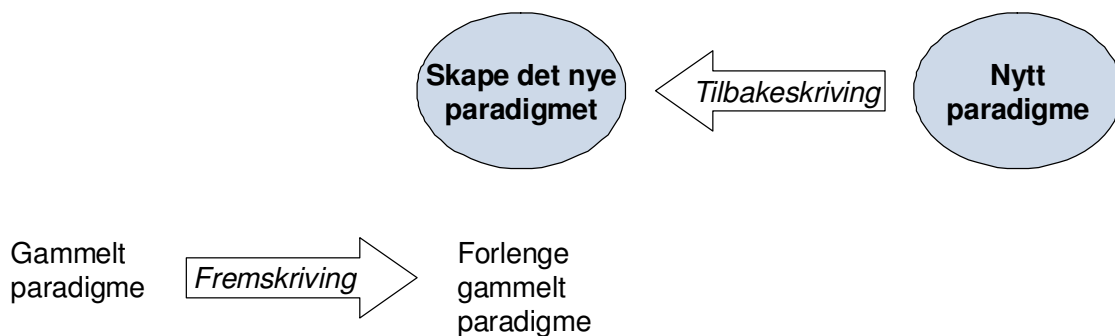 Skape det nye
paradigmet
Tilbakeskriving
Nytt
paradigme
Gammelt
paradigme
Fremskriving
Forlenge
gammelt
paradigme